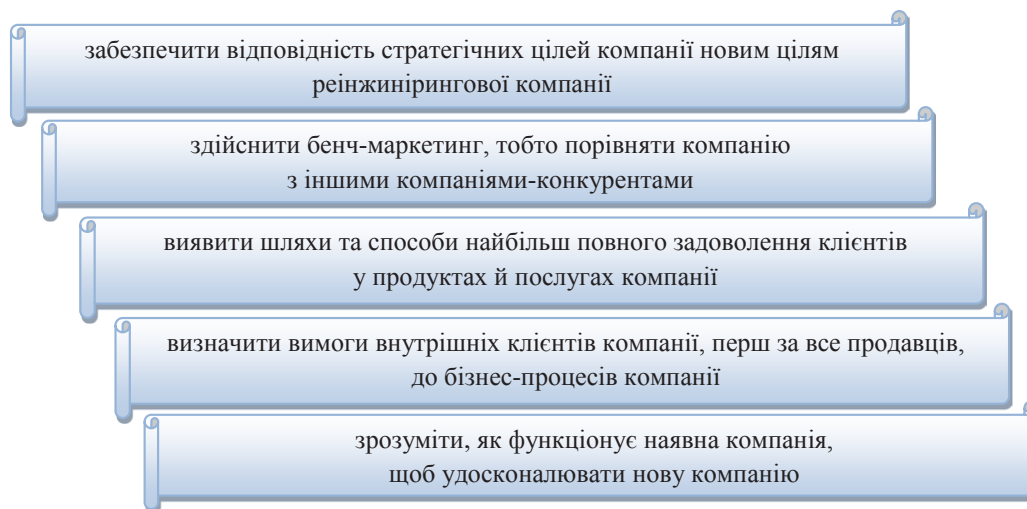 забезпечити відповідність стратегічних цілей компанії новим цілям
реінжинірингової компанії
здійснити бенч-маркетинг, тобто порівняти компанію
з іншими компаніями-конкурентами
виявити шляхи та способи найбільш повного задоволення клієнтів
у продуктах й послугах компанії
визначити вимоги внутрішніх клієнтів компанії, перш за все продавців,
до бізнес-процесів компанії
зрозуміти, як функціонує наявна компанія,
щоб удосконалювати нову компанію